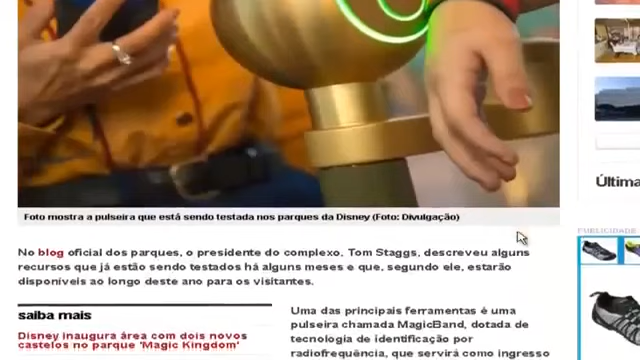 Foto mostra a pulseira que está sendo testada nos parques da Disney (Foto: Divulgação)
No blog oficial dos parques, o presidente do complexo, Tom Staggs, descreveu alguns
recursos que já estão sendo testados há alguns meses e que, segundo ele, estarão
disponíveis ao longo deste ano para os visitantes.
saiba mais
Disney inaugura área com dois novos
castelos no parque 'Magic Kingdom'
Uma das principais ferramentas é uma
pulseira chamada MagicBand, dotada de
tecnologia de identificação por
radiofrequência, que servirá como ingresso
Última
PUBLICIDADE